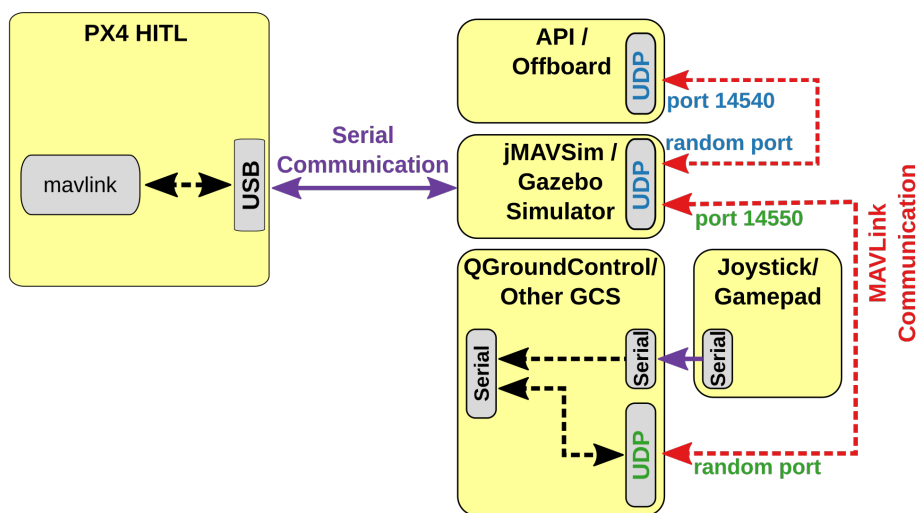 PX4 HITL
mavlink
USB
Serial
Communication
API /
Offboard
UDP
port 14540
random port
jMAVSim /
Gazebo
Simulator
UDP
port 14550
QGroundControl/
Other GCS
Serial
Serial
UDP
random port
Joystick/
Gamepad
Serial
MAVLink
Communication